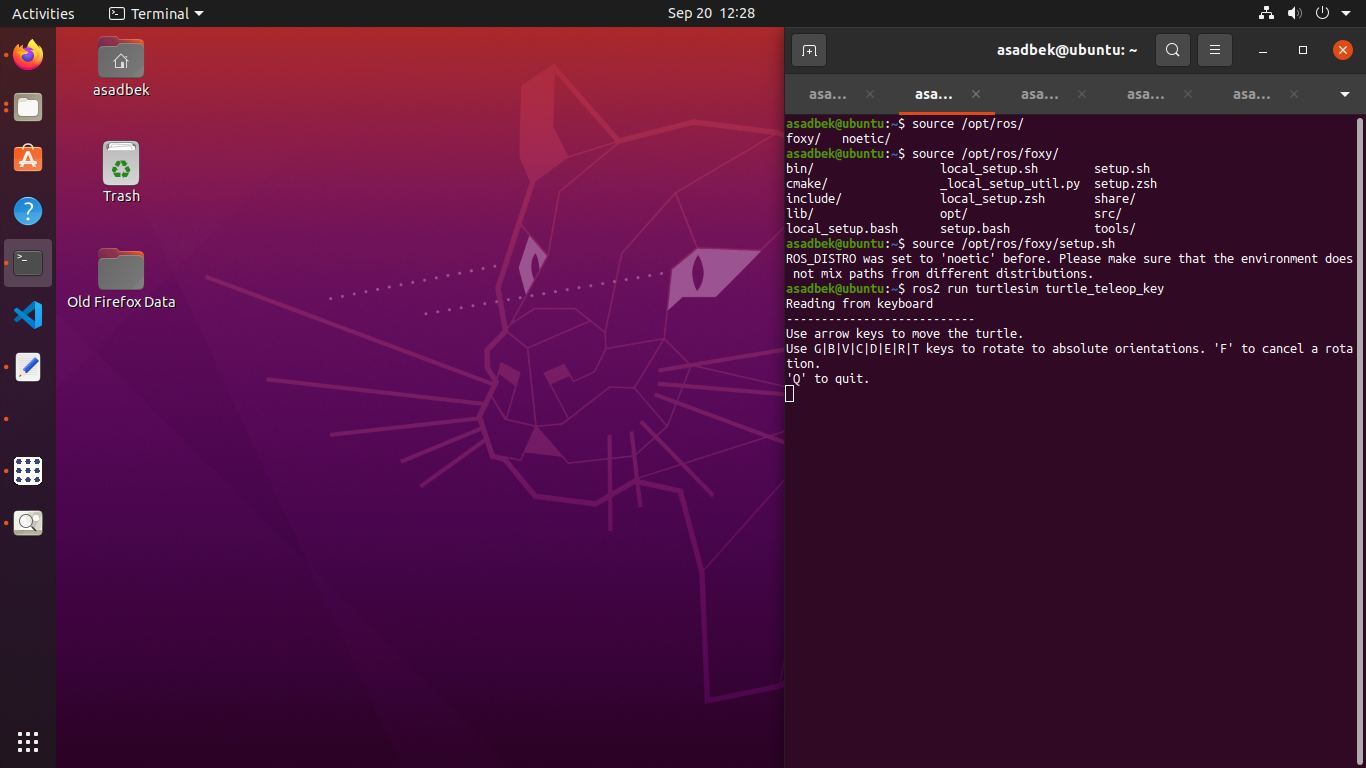 Activities
Terminal
Sep 20 12:28
asadbek
Trash
Old Firefox Data
asadbek@ubuntu: ~
asa...
asa...
asa...
asa...
asa...
asadbek@ubuntu:~$ source /opt/ros/
foxy/   noetic/
asadbek@ubuntu:~$ source /opt/ros/foxy/
bin/                  local_setup.sh        setup.sh
cmake/                _local_setup_util.py  setup.zsh
include/              local_setup.zsh       share/
lib/                  opt/                  src/
local_setup.bash      setup.bash            tools/
asadbek@ubuntu:~$ source /opt/ros/foxy/setup.sh
ROS_DISTRO was set to 'noetic' before. Please make sure that the environment does
 not mix paths from different distributions.
asadbek@ubuntu:~$ ros2 run turtlesim turtle_teleop_key
Reading from keyboard
---------------------------
Use arrow keys to move the turtle.
Use G|B|V|C|D|E|R|T keys to rotate to absolute orientations. 'F' to cancel a rota
tion.
'Q' to quit.